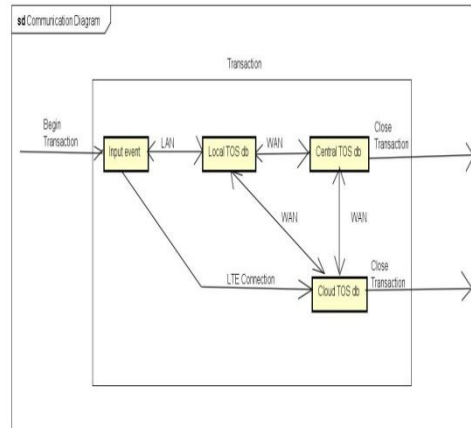 sd Communication Diagram
Transaction
Begin
Transaction
Input event
LAN
Local TOS db
WAN
Central TOS db
Close
Transaction
WAN
WAN
LTE Connection
Cloud TOS db
Close
Transaction